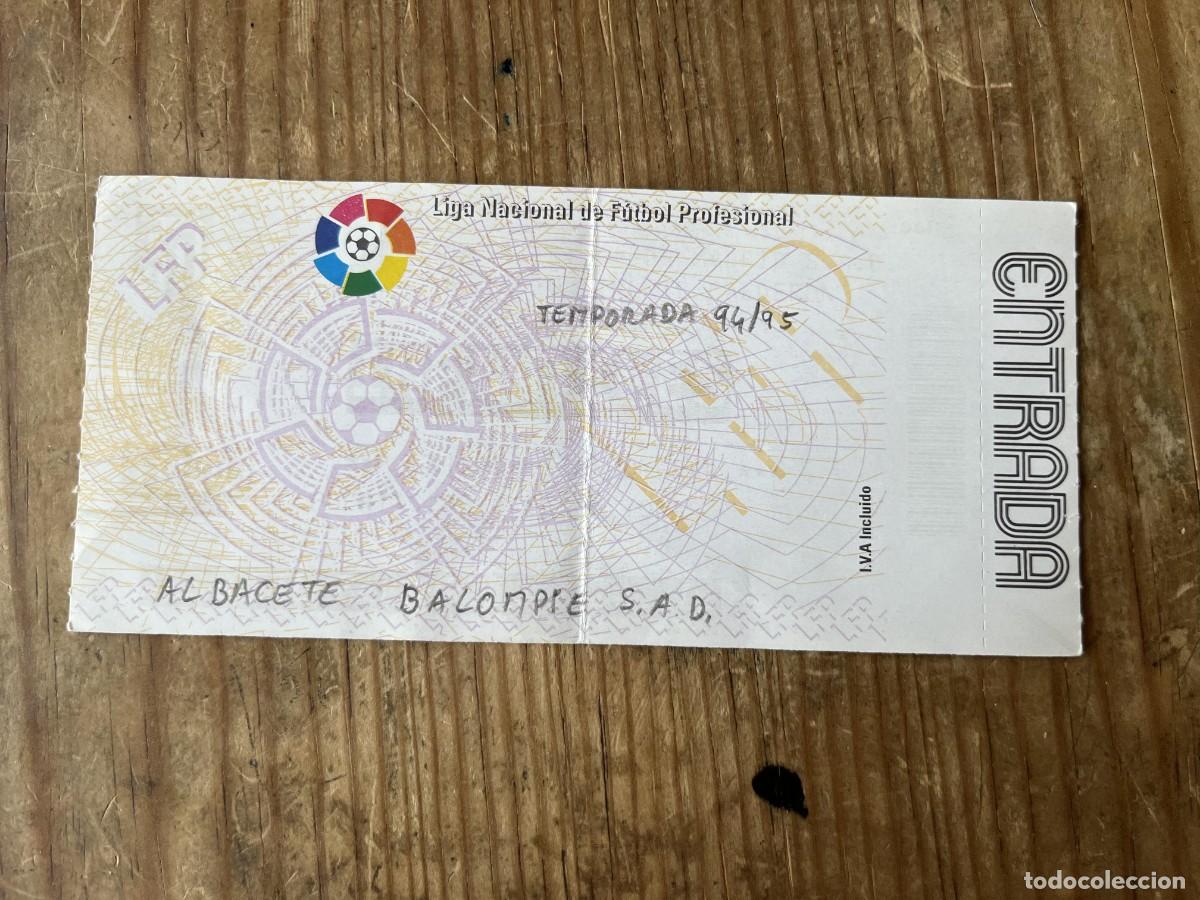 LFP
Liga Nacional de Fútbol Profesional
TEMPORADA 94/95
I.V.A Incluido
ENTRADA
ALBACETE BALOMPIE S.A.D.
todocoleccion